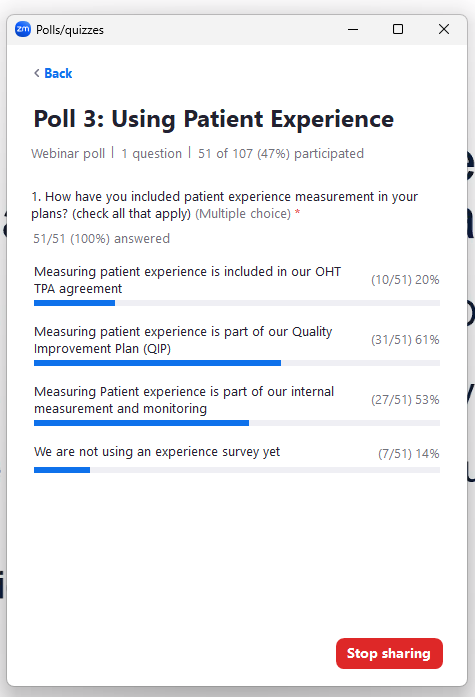 zm Polls/quizzes
Back
Poll 3: Using Patient Experience
Webinar poll | 1 question | 51 of 107 (47%) participated
1. How have you included patient experience measurement in your
plans? (check all that apply) (Multiple choice) *
51/51 (100%) answered
Measuring patient experience is included in our OHT
TPA agreement
(10/51) 20%
Measuring patient experience is part of our Quality
Improvement Plan (QIP)
(31/51) 61%
Measuring Patient experience is part of our internal
measurement and monitoring
(27/51) 53%
We are not using an experience survey yet
(7/51) 14%
Stop sharing